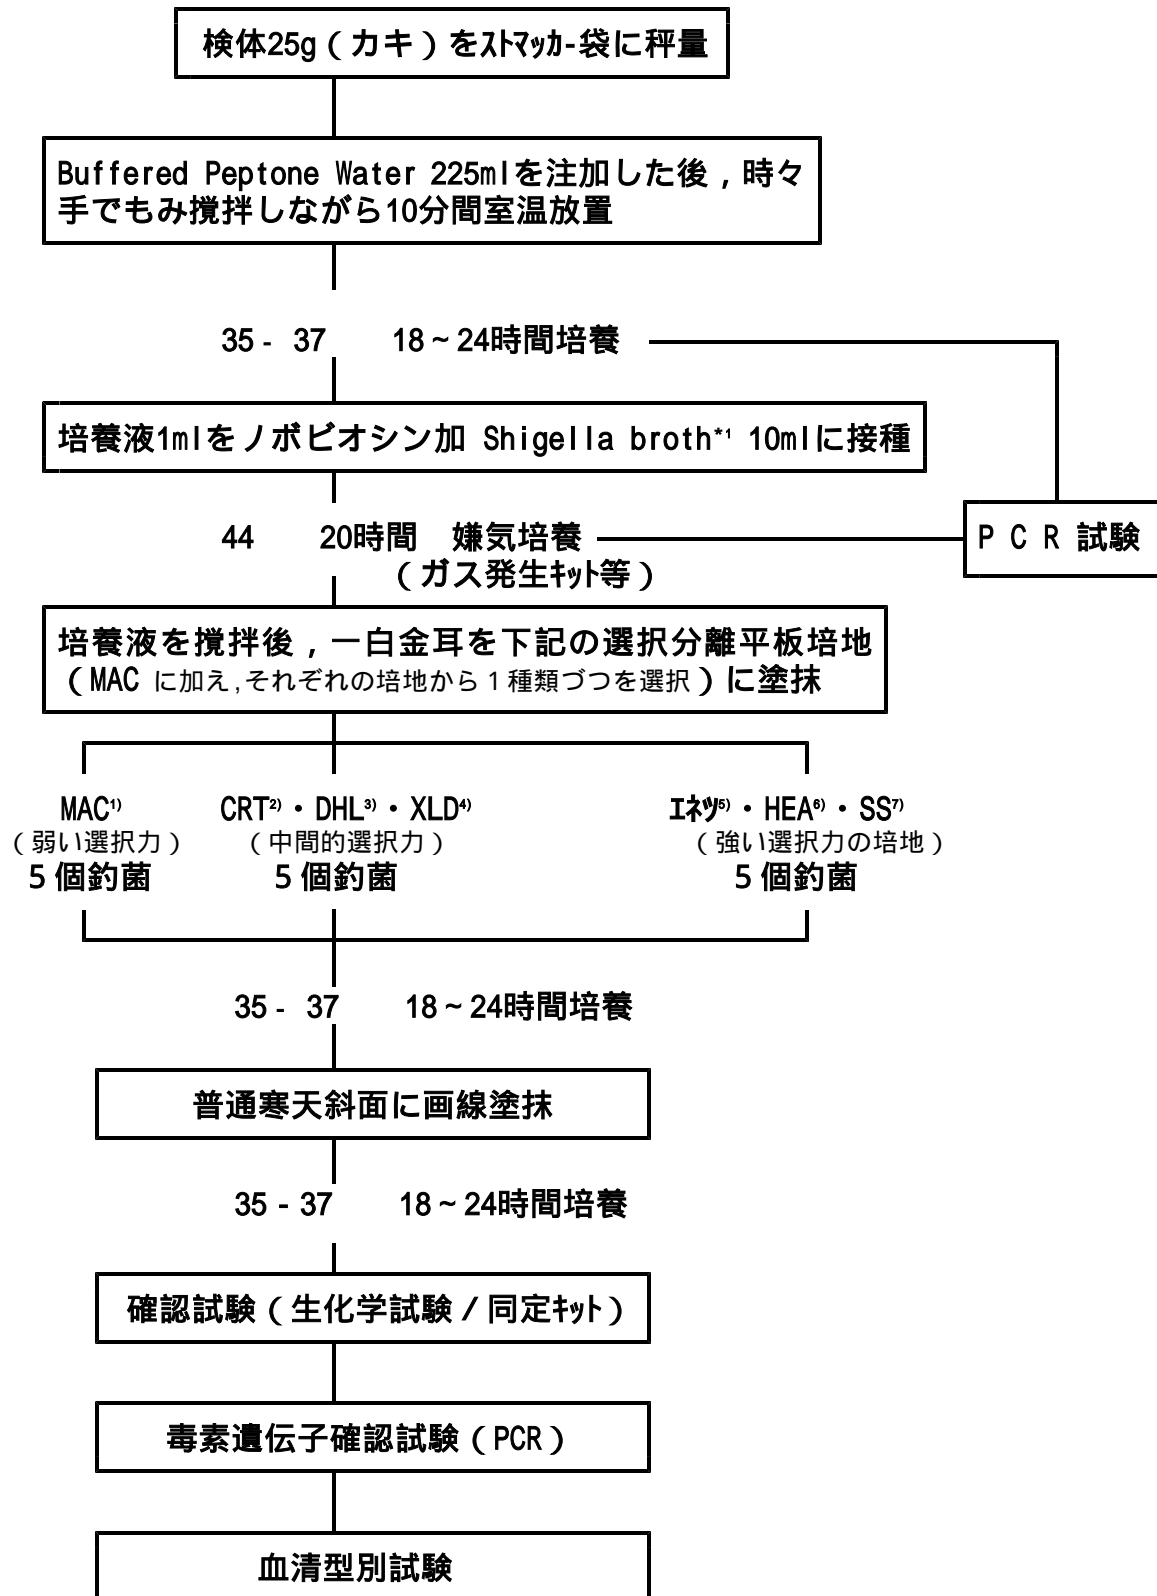 検体25g（カキ）をｽﾄﾏｯｶ-袋に秤量
Buffered Peptone Water 225mlを注加した後，時々
手でもみ撹拌しながら10分間室温放置
35 - 37　18～24時間培養
培養液1mlをノボビオシン加 Shigella broth*¹ 10mlに接種
44　20時間　嫌気培養
（ガス発生ｷｯﾄ等）
ＰＣＲ試験
培養液を撹拌後，一白金耳を下記の選択分離平板培地
（MAC に加え,それぞれの培地から１種類づつを選択）に塗抹
MAC¹⁾　CRT²⁾・DHL³⁾・XLD⁴⁾　ｴﾈﾂ⁵⁾・HEA⁶⁾・SS⁷⁾
（弱い選択力）　（中間的選択力）　（強い選択力の培地）
５個釣菌　５個釣菌　５個釣菌
35 - 37　18～24時間培養
普通寒天斜面に画線塗抹
35 - 37　18～24時間培養
確認試験（生化学試験／同定ｷｯﾄ）
毒素遺伝子確認試験（PCR）
血清型別試験